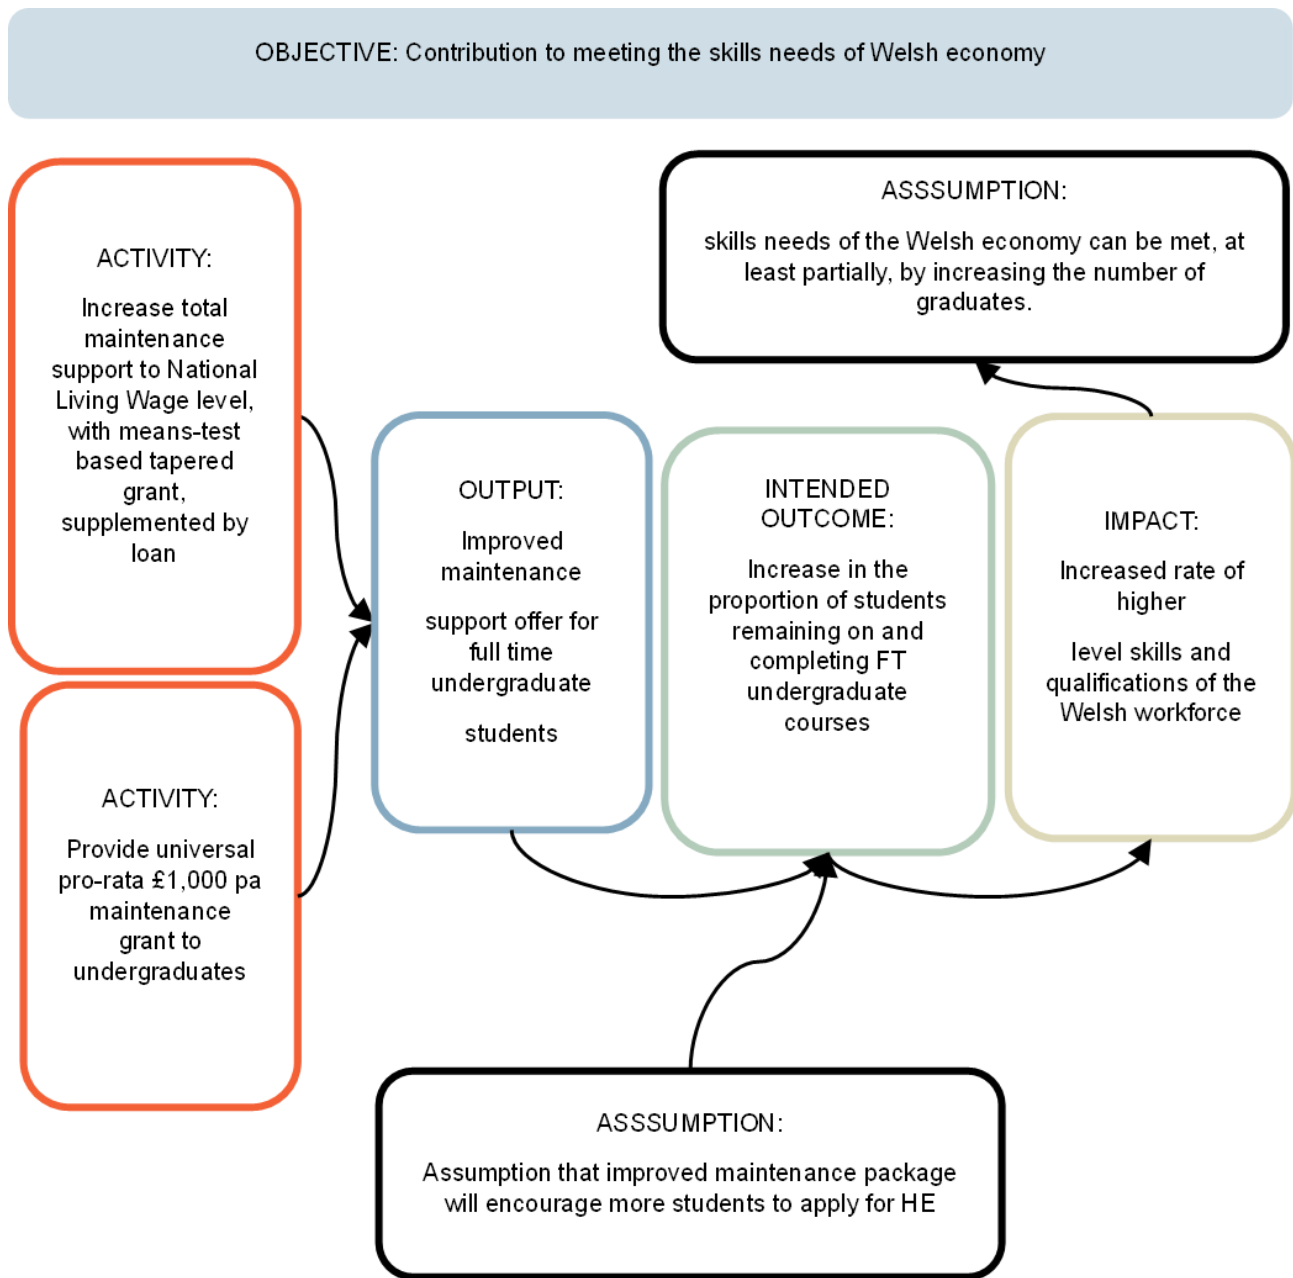 OBJECTIVE: Contribution to meeting the skills needs of Welsh economy
ACTIVITY:
Increase total
maintenance
support to National
Living Wage level,
with means-test
based tapered
grant,
supplemented by
loan
ACTIVITY:
Provide universal
pro-rata £1,000 pa
maintenance
grant to
undergraduates
OUTPUT:
Improved
maintenance
support offer for
full time
undergraduate
students
INTENDED
OUTCOME:
Increase in the
proportion of students
remaining on and
completing FT
undergraduate
courses
IMPACT:
Increased rate of
higher
level skills and
qualifications of the
Welsh workforce
ASSSUMPTION:
skills needs of the Welsh economy can be met, at
least partially, by increasing the number of
graduates.
ASSSUMPTION:
Assumption that improved maintenance package
will encourage more students to apply for HE